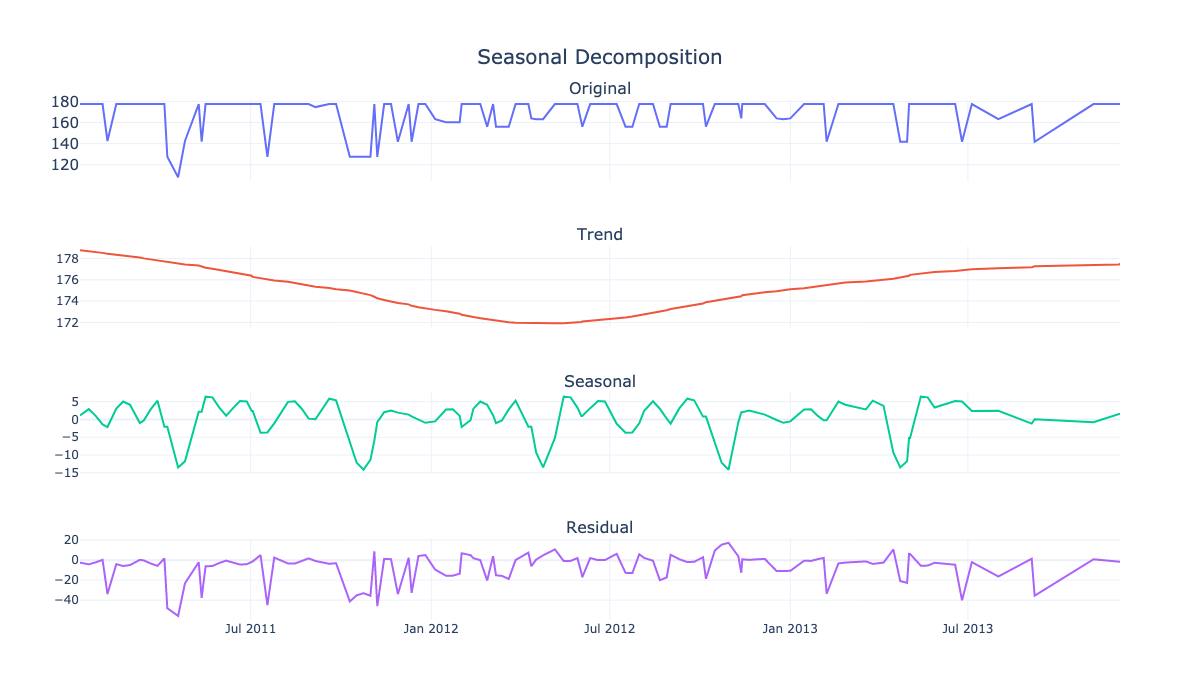 Seasonal Decomposition
Original
180
160
140
120
Trend
178
176
174
172
Seasonal
5
0
−5
−10
−15
Residual
20
0
−20
−40
Jul 2011 Jan 2012 Jul 2012 Jan 2013 Jul 2013